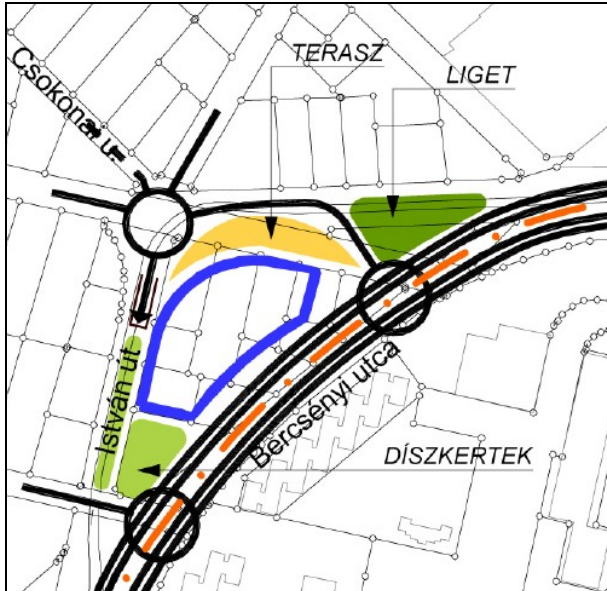 TERASZ
LIGET
Csokonai u.
István út
Bercsényi utca
DÍSZKERTEK